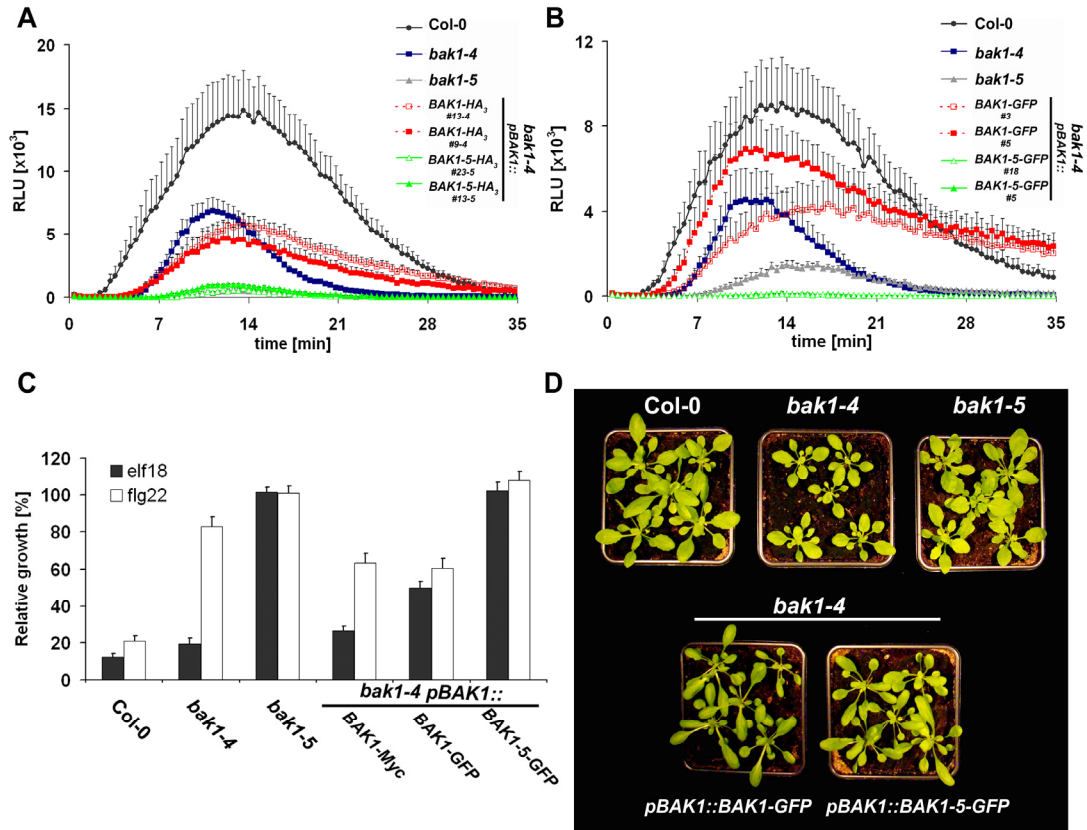 A
RLU [x10³]
20
15
10
5
0
0 7 14 21 28 35
time [min]
Col-0
bak1-4
bak1-5
BAK1-HA3
#13-4
BAK1-HA3
#9-4
BAK1-5-HA3
#23-5
BAK1-5-HA3
#13-5
bak1-4
pBAK1::
B
RLU [x10³]
12
8
4
0
0 7 14 21 28 35
time [min]
Col-0
bak1-4
bak1-5
BAK1-GFP
#3
BAK1-GFP
#5
BAK1-5-GFP
#18
BAK1-5-GFP
#5
bak1-4
pBAK1::
C
Relative growth [%]
120
100
80
60
40
20
0
elf18
flg22
Col-0
bak1-4
bak1-5
bak1-4 pBAK1::
BAK1-Myc
BAK1-GFP
BAK1-5-GFP
D
Col-0 bak1-4 bak1-5
bak1-4
pBAK1::BAK1-GFP pBAK1::BAK1-5-GFP